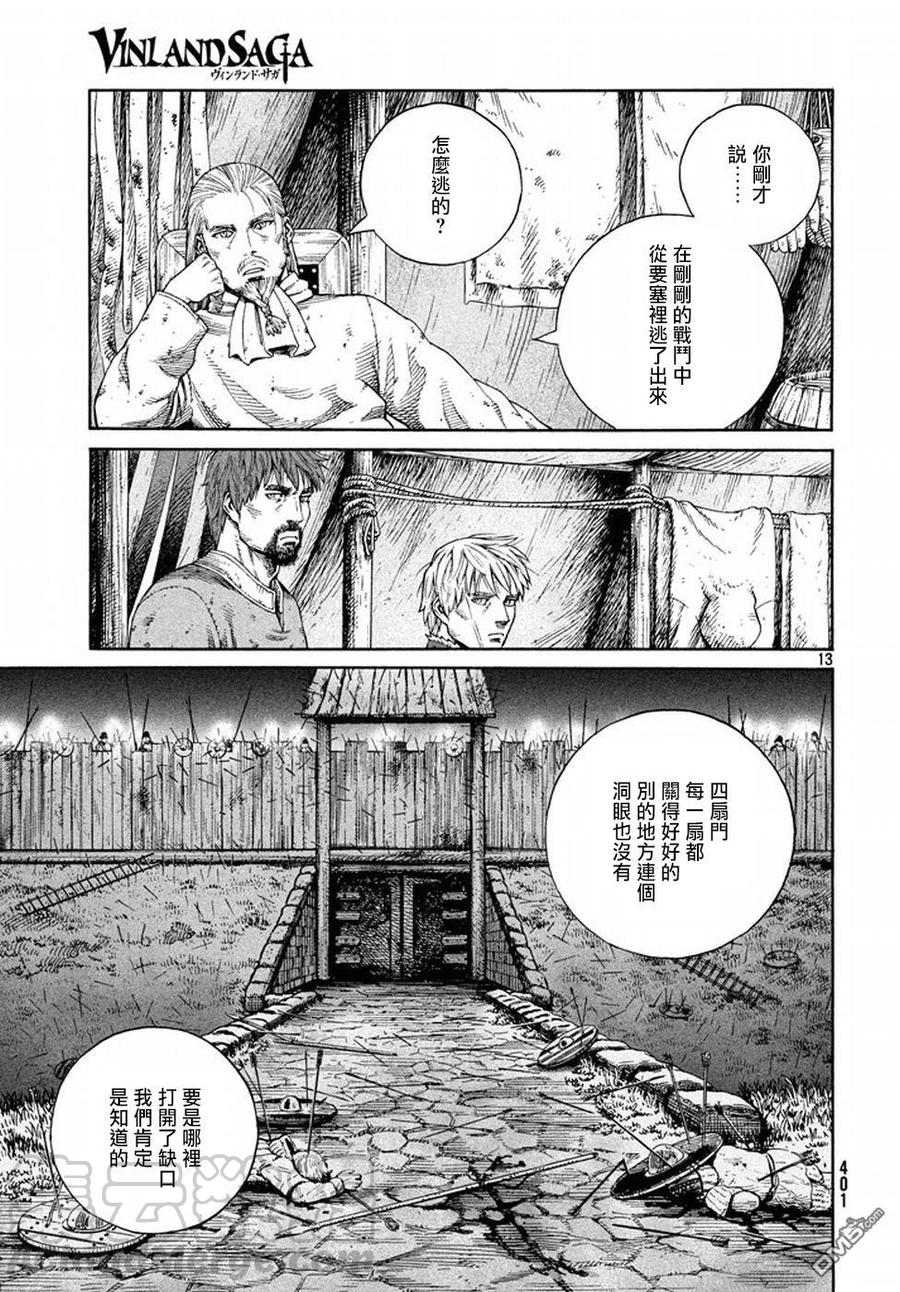 VINLAND SAGA
ヴィンランド・サガ
你剛才
說……
在剛剛的戰鬥中
從要塞裡逃了出來
怎麼逃的?
13
四扇門
每一扇都
關得好好的
別的地方連個
洞眼也沒有
要是哪裡
打開了缺口
我們肯定
是知道的
401
DM5.com